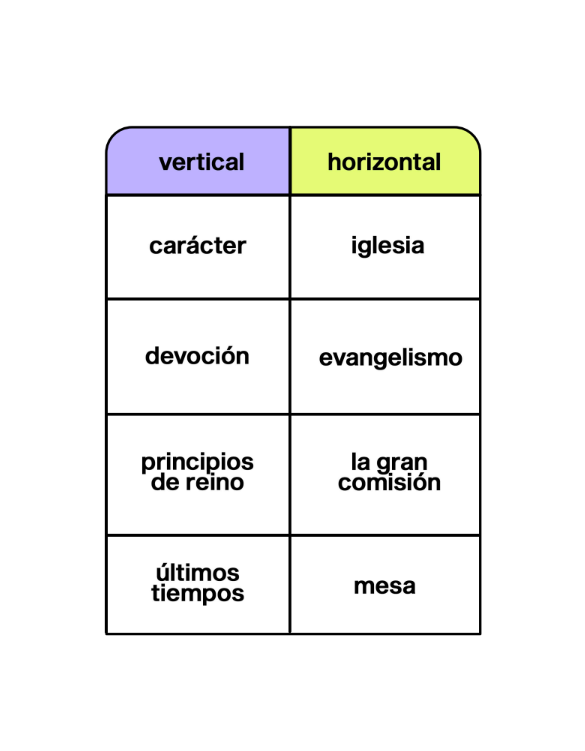 vertical
horizontal
carácter
iglesia
devoción
evangelismo
principios
de reino
la gran
comisión
últimos
tiempos
mesa